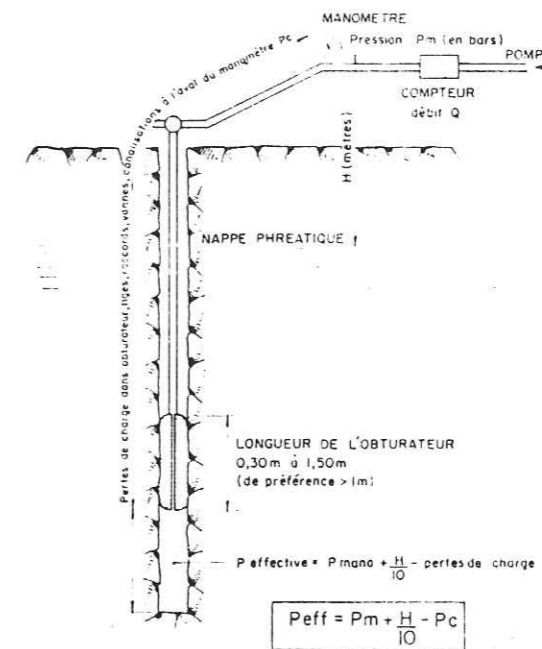 MANOMETRE
Pression Pm (en bars)
POMP
COMPTEUR
débit Q
Pertes de charge dans obturateur, tiges, raccords, vannes, canalisations à l'aval du manomètre Pc
H (mètres)
NAPPE PHREATIQUE
LONGUEUR DE L'OBTURATEUR
0,30m à 1,50m
(de préférence > 1m)
P effective = P mano + H/10 - pertes de charge
Peff = Pm + H/10 - Pc